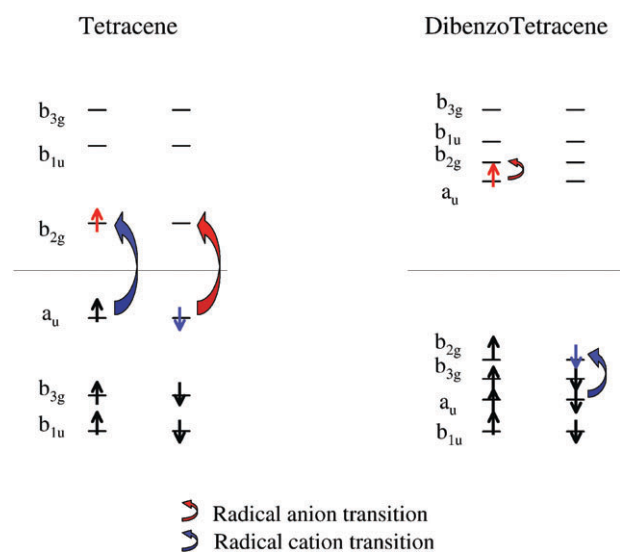 Tetracene DibenzoTetracene
b3g b3g
b1u b1u
b2g b2g
au
au
b2g
b3g b3g
au
b1u b1u
Radical anion transition
Radical cation transition